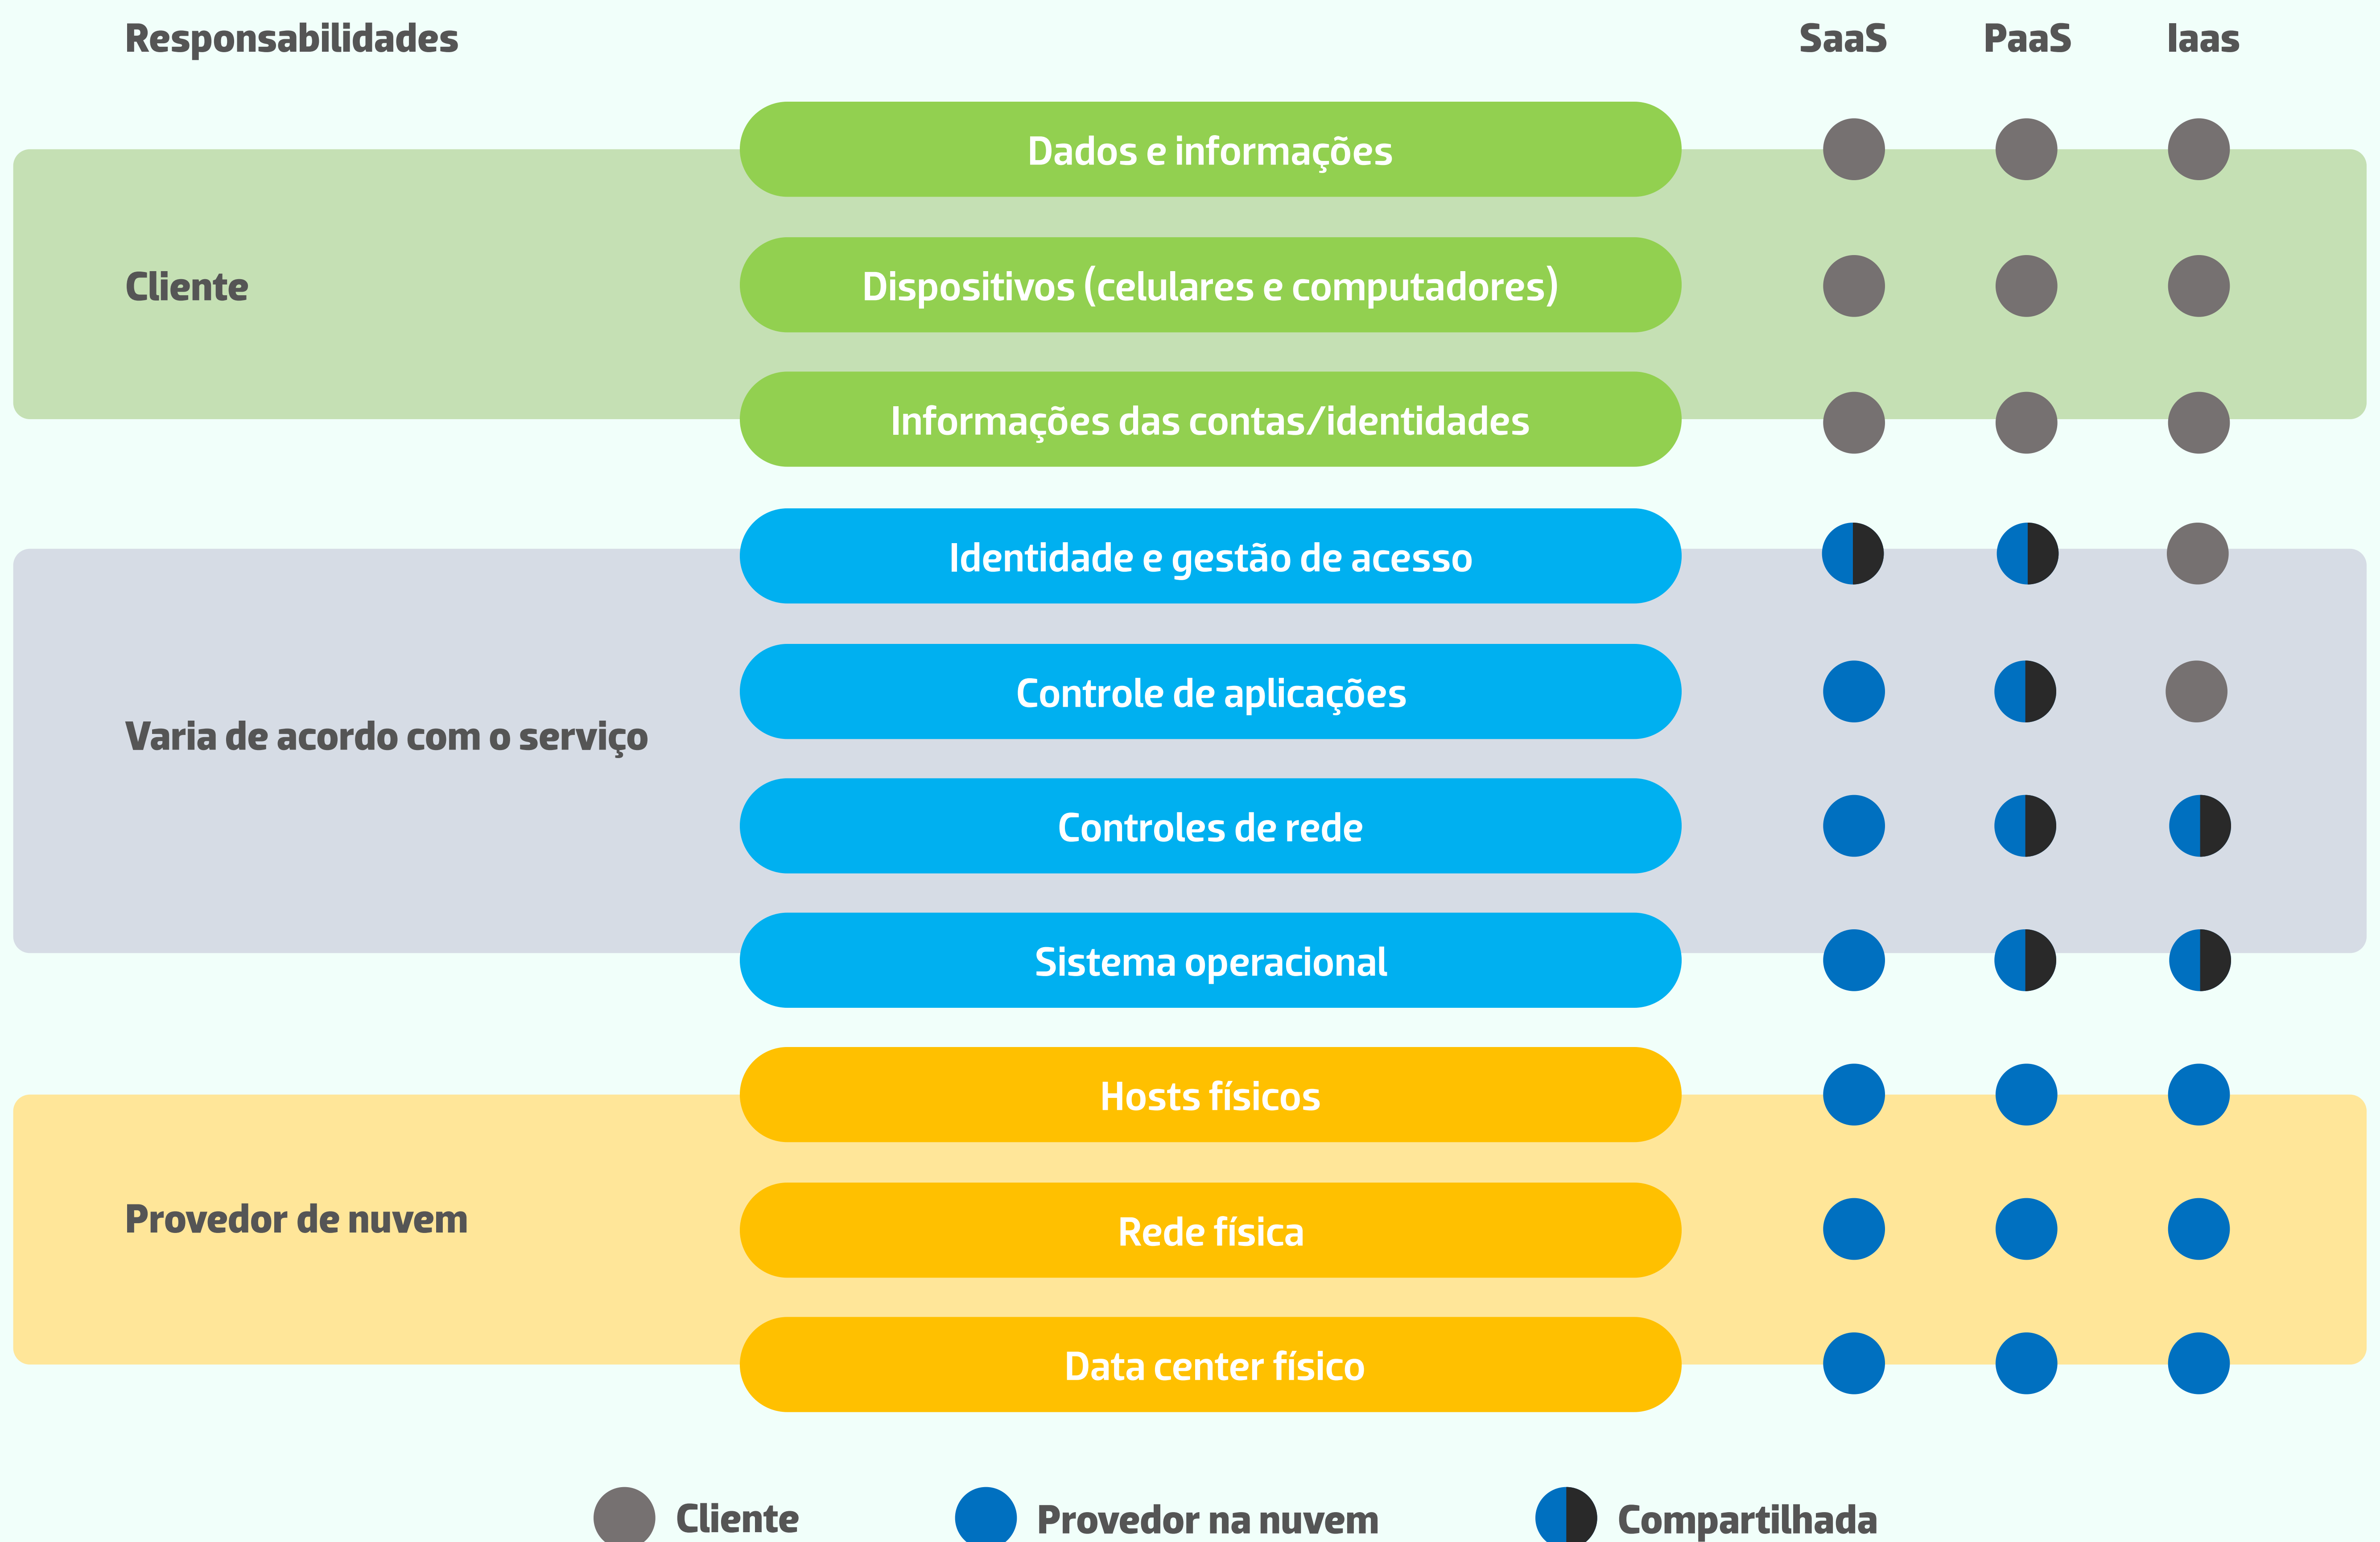 Responsabilidades SaaS PaaS Iaas
Dados e informações
Cliente Dispositivos (celulares e computadores)
Informações das contas/identidades
Identidade e gestão de acesso
Controle de aplicações
Varia de acordo com o serviço
Controles de rede
Sistema operacional
Hosts físicos
Provedor de nuvem Rede física
Data center físico
Cliente Provedor na nuvem Compartilhada